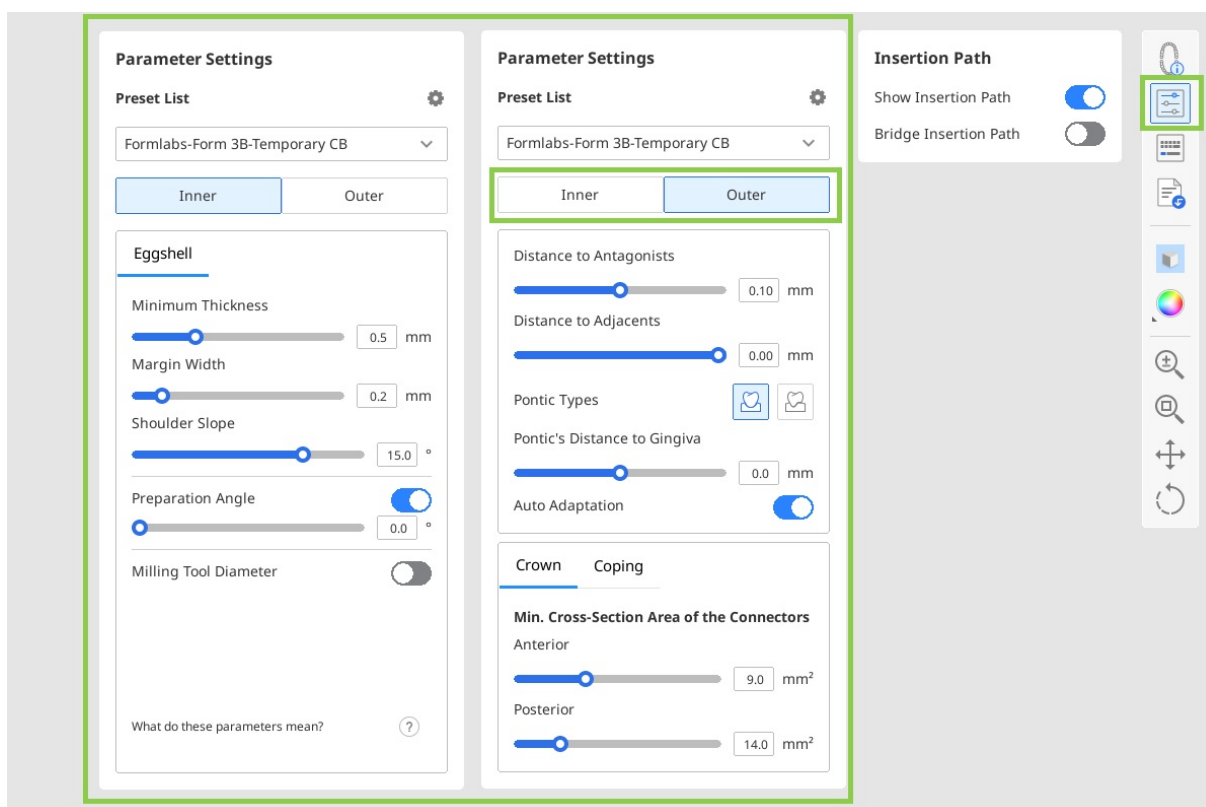 Parameter Settings
Preset List
Formlabs-Form 3B-Temporary CB
Inner Outer
Eggshell
Minimum Thickness
0.5 mm
Margin Width
0.2 mm
Shoulder Slope
15.0 °
Preparation Angle
0.0 °
Milling Tool Diameter
What do these parameters mean? ?
Parameter Settings
Preset List
Formlabs-Form 3B-Temporary CB
Inner Outer
Distance to Antagonists
0.10 mm
Distance to Adjacents
0.00 mm
Pontic Types
Pontic's Distance to Gingiva
0.0 mm
Auto Adaptation
Crown Coping
Min. Cross-Section Area of the Connectors
Anterior
9.0 mm²
Posterior
14.0 mm²
Insertion Path
Show Insertion Path
Bridge Insertion Path